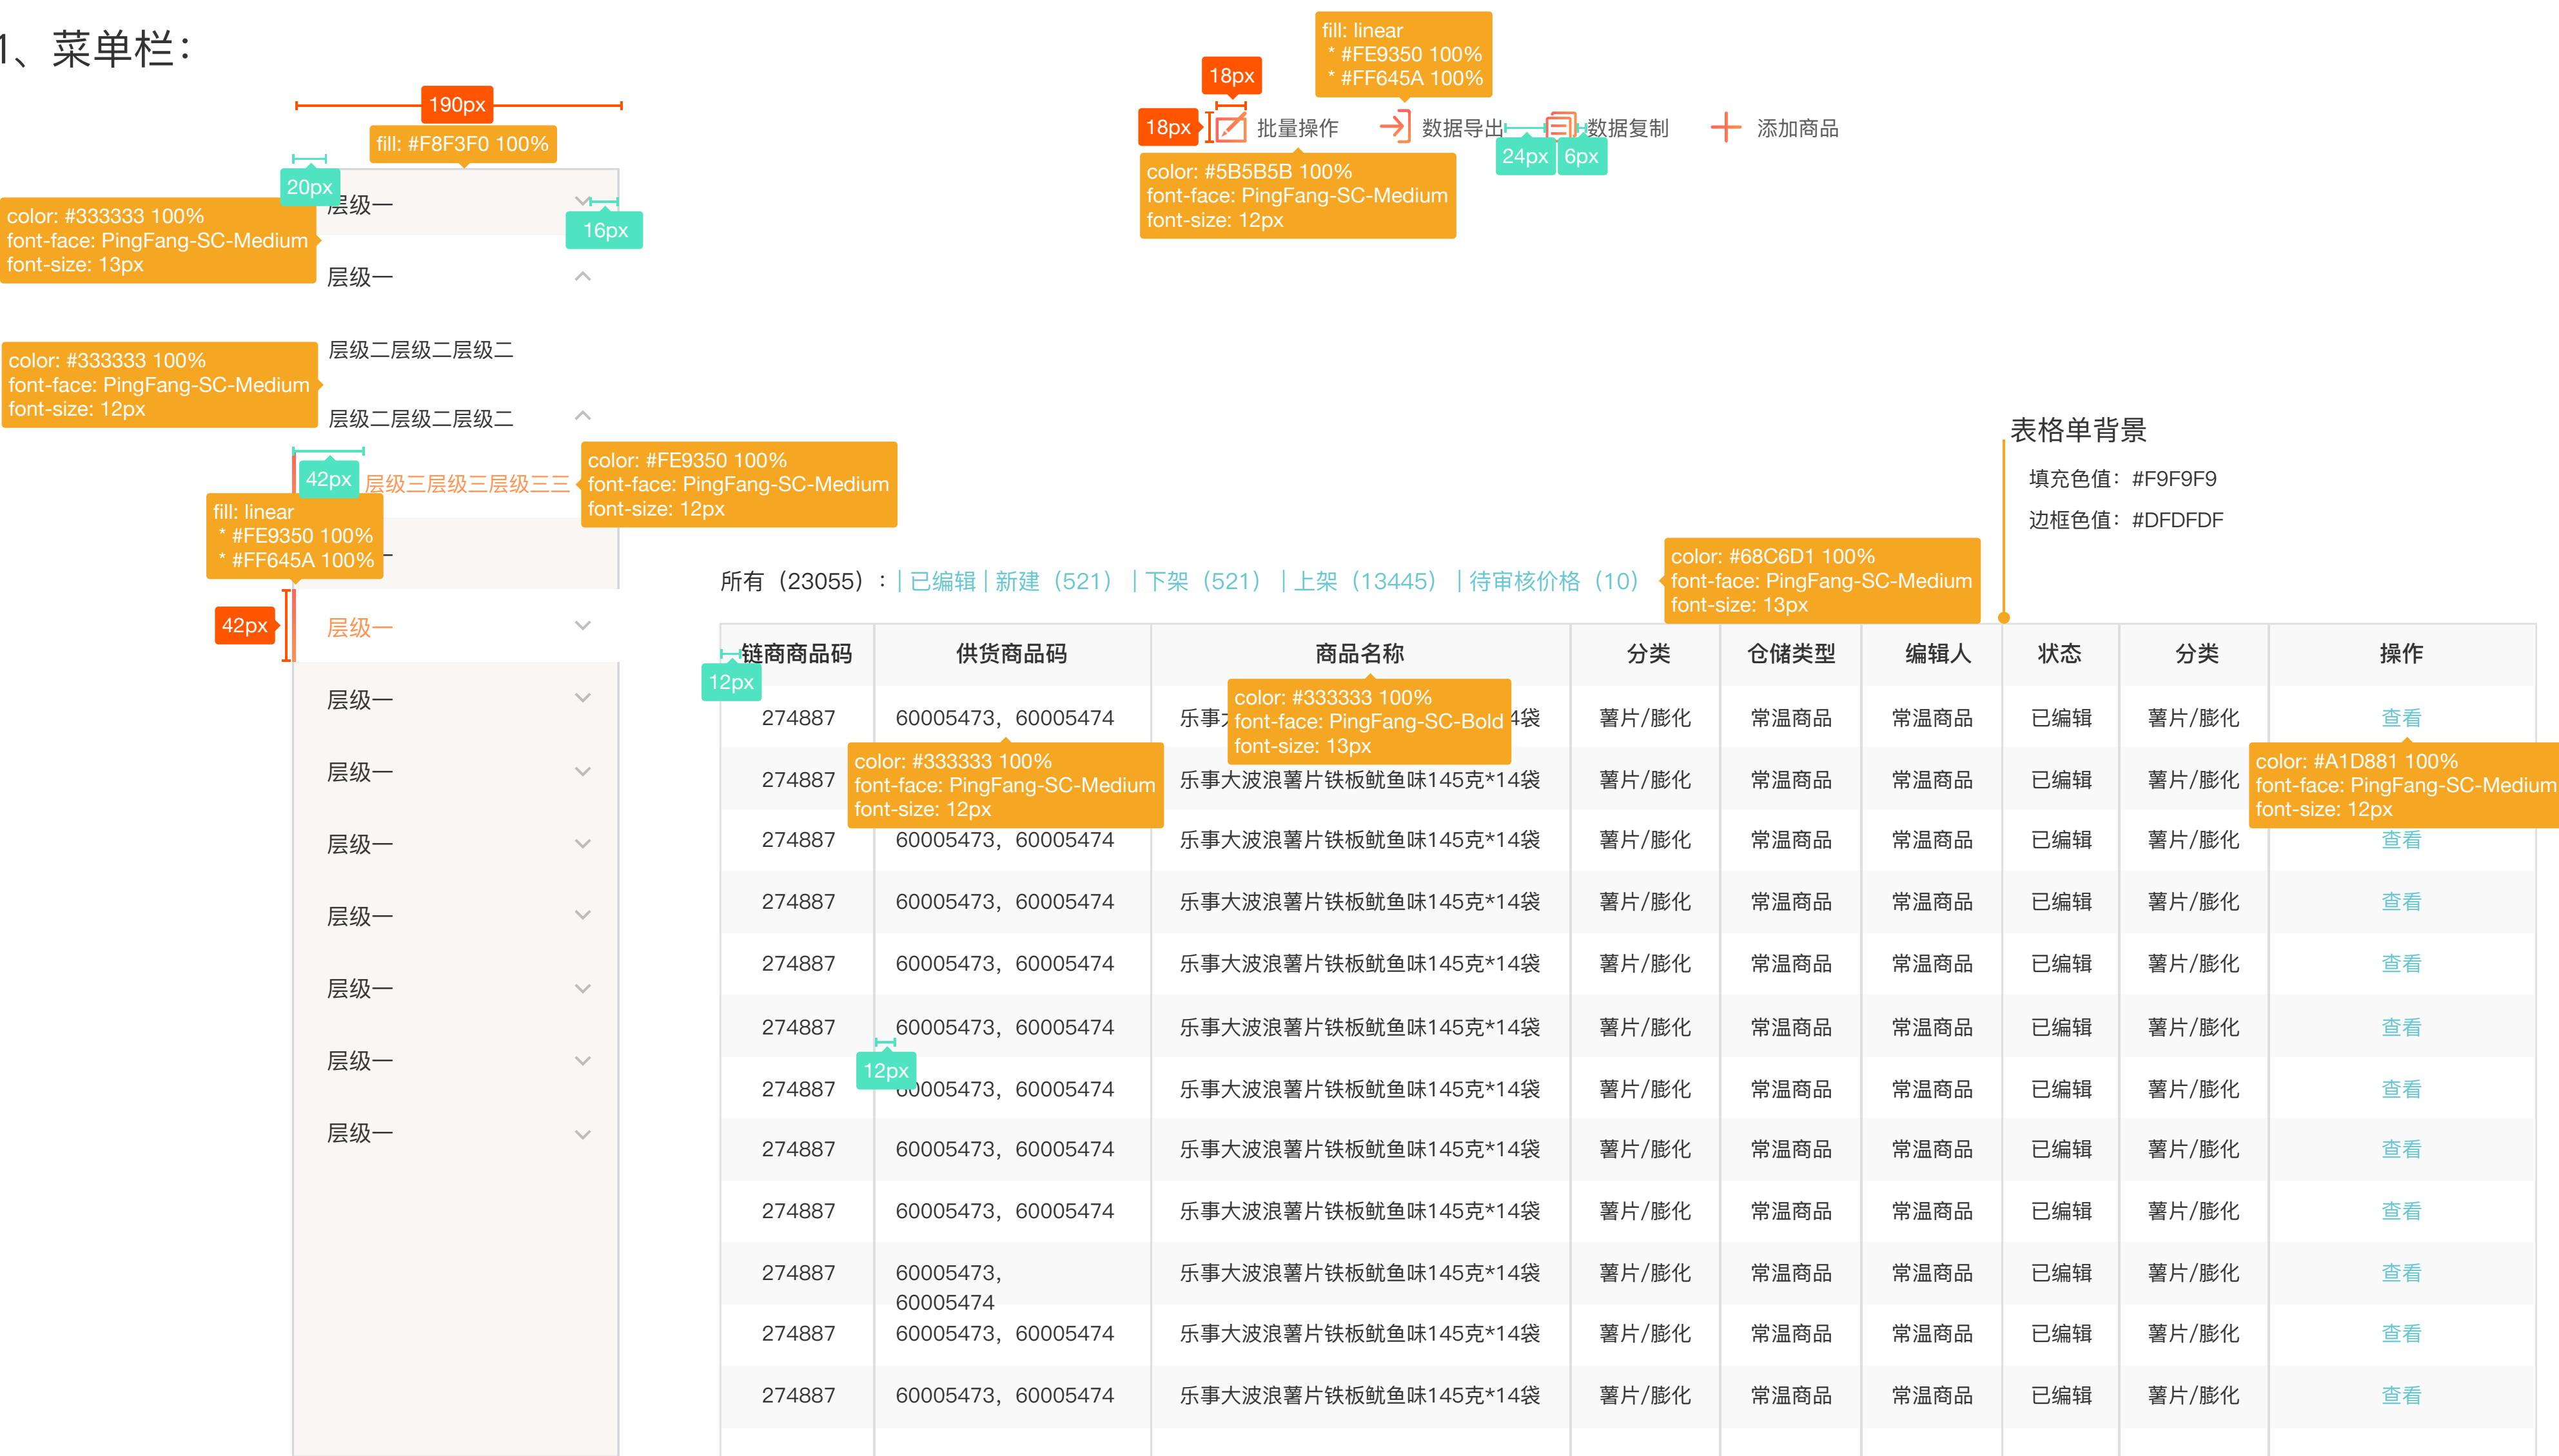 1、菜单栏：
190px
fill: #F8F3F0 100%
20px
层级一
16px
color: #333333 100%
font-face: PingFang-SC-Medium
font-size: 13px
层级一
层级二层级二层级二
color: #333333 100%
font-face: PingFang-SC-Medium
font-size: 12px
层级二层级二层级二
42px
层级三层级三层级三三
color: #FE9350 100%
font-face: PingFang-SC-Medium
font-size: 12px
fill: linear
* #FE9350 100%
* #FF645A 100%
42px
层级一
层级一
层级一
层级一
层级一
层级一
层级一
层级一
fill: linear
* #FE9350 100%
* #FF645A 100%
18px
18px
批量操作
数据导出
数据复制
添加商品
24px
6px
color: #5B5B5B 100%
font-face: PingFang-SC-Medium
font-size: 12px
表格单背景
填充色值：#F9F9F9
边框色值：#DFDFDF
所有（23055）：| 已编辑 | 新建（521） | 下架（521） | 上架（13445） | 待审核价格（10）
color: #68C6D1 100%
font-face: PingFang-SC-Medium
font-size: 13px
链商商品码 供货商品码 商品名称 分类 仓储类型 编辑人 状态 分类 操作
12px
color: #333333 100%
font-face: PingFang-SC-Bold
font-size: 13px
274887 60005473，60005474 乐事 4袋 薯片/膨化 常温商品 常温商品 已编辑 薯片/膨化 查看
color: #333333 100%
font-face: PingFang-SC-Medium
font-size: 12px
color: #A1D881 100%
font-face: PingFang-SC-Medium
font-size: 12px
274887 乐事大波浪薯片铁板鱿鱼味145克*14袋 薯片/膨化 常温商品 常温商品 已编辑 薯片/膨化
274887 60005473，60005474 乐事大波浪薯片铁板鱿鱼味145克*14袋 薯片/膨化 常温商品 常温商品 已编辑 薯片/膨化 查看
274887 60005473，60005474 乐事大波浪薯片铁板鱿鱼味145克*14袋 薯片/膨化 常温商品 常温商品 已编辑 薯片/膨化 查看
274887 60005473，60005474 乐事大波浪薯片铁板鱿鱼味145克*14袋 薯片/膨化 常温商品 常温商品 已编辑 薯片/膨化 查看
274887 60005473，60005474 乐事大波浪薯片铁板鱿鱼味145克*14袋 薯片/膨化 常温商品 常温商品 已编辑 薯片/膨化 查看
12px
274887 60005473，60005474 乐事大波浪薯片铁板鱿鱼味145克*14袋 薯片/膨化 常温商品 常温商品 已编辑 薯片/膨化 查看
274887 60005473，60005474 乐事大波浪薯片铁板鱿鱼味145克*14袋 薯片/膨化 常温商品 常温商品 已编辑 薯片/膨化 查看
274887 60005473，60005474 乐事大波浪薯片铁板鱿鱼味145克*14袋 薯片/膨化 常温商品 常温商品 已编辑 薯片/膨化 查看
274887 60005473， 乐事大波浪薯片铁板鱿鱼味145克*14袋 薯片/膨化 常温商品 常温商品 已编辑 薯片/膨化 查看
60005474
274887 60005473，60005474 乐事大波浪薯片铁板鱿鱼味145克*14袋 薯片/膨化 常温商品 常温商品 已编辑 薯片/膨化 查看
274887 60005473，60005474 乐事大波浪薯片铁板鱿鱼味145克*14袋 薯片/膨化 常温商品 常温商品 已编辑 薯片/膨化 查看